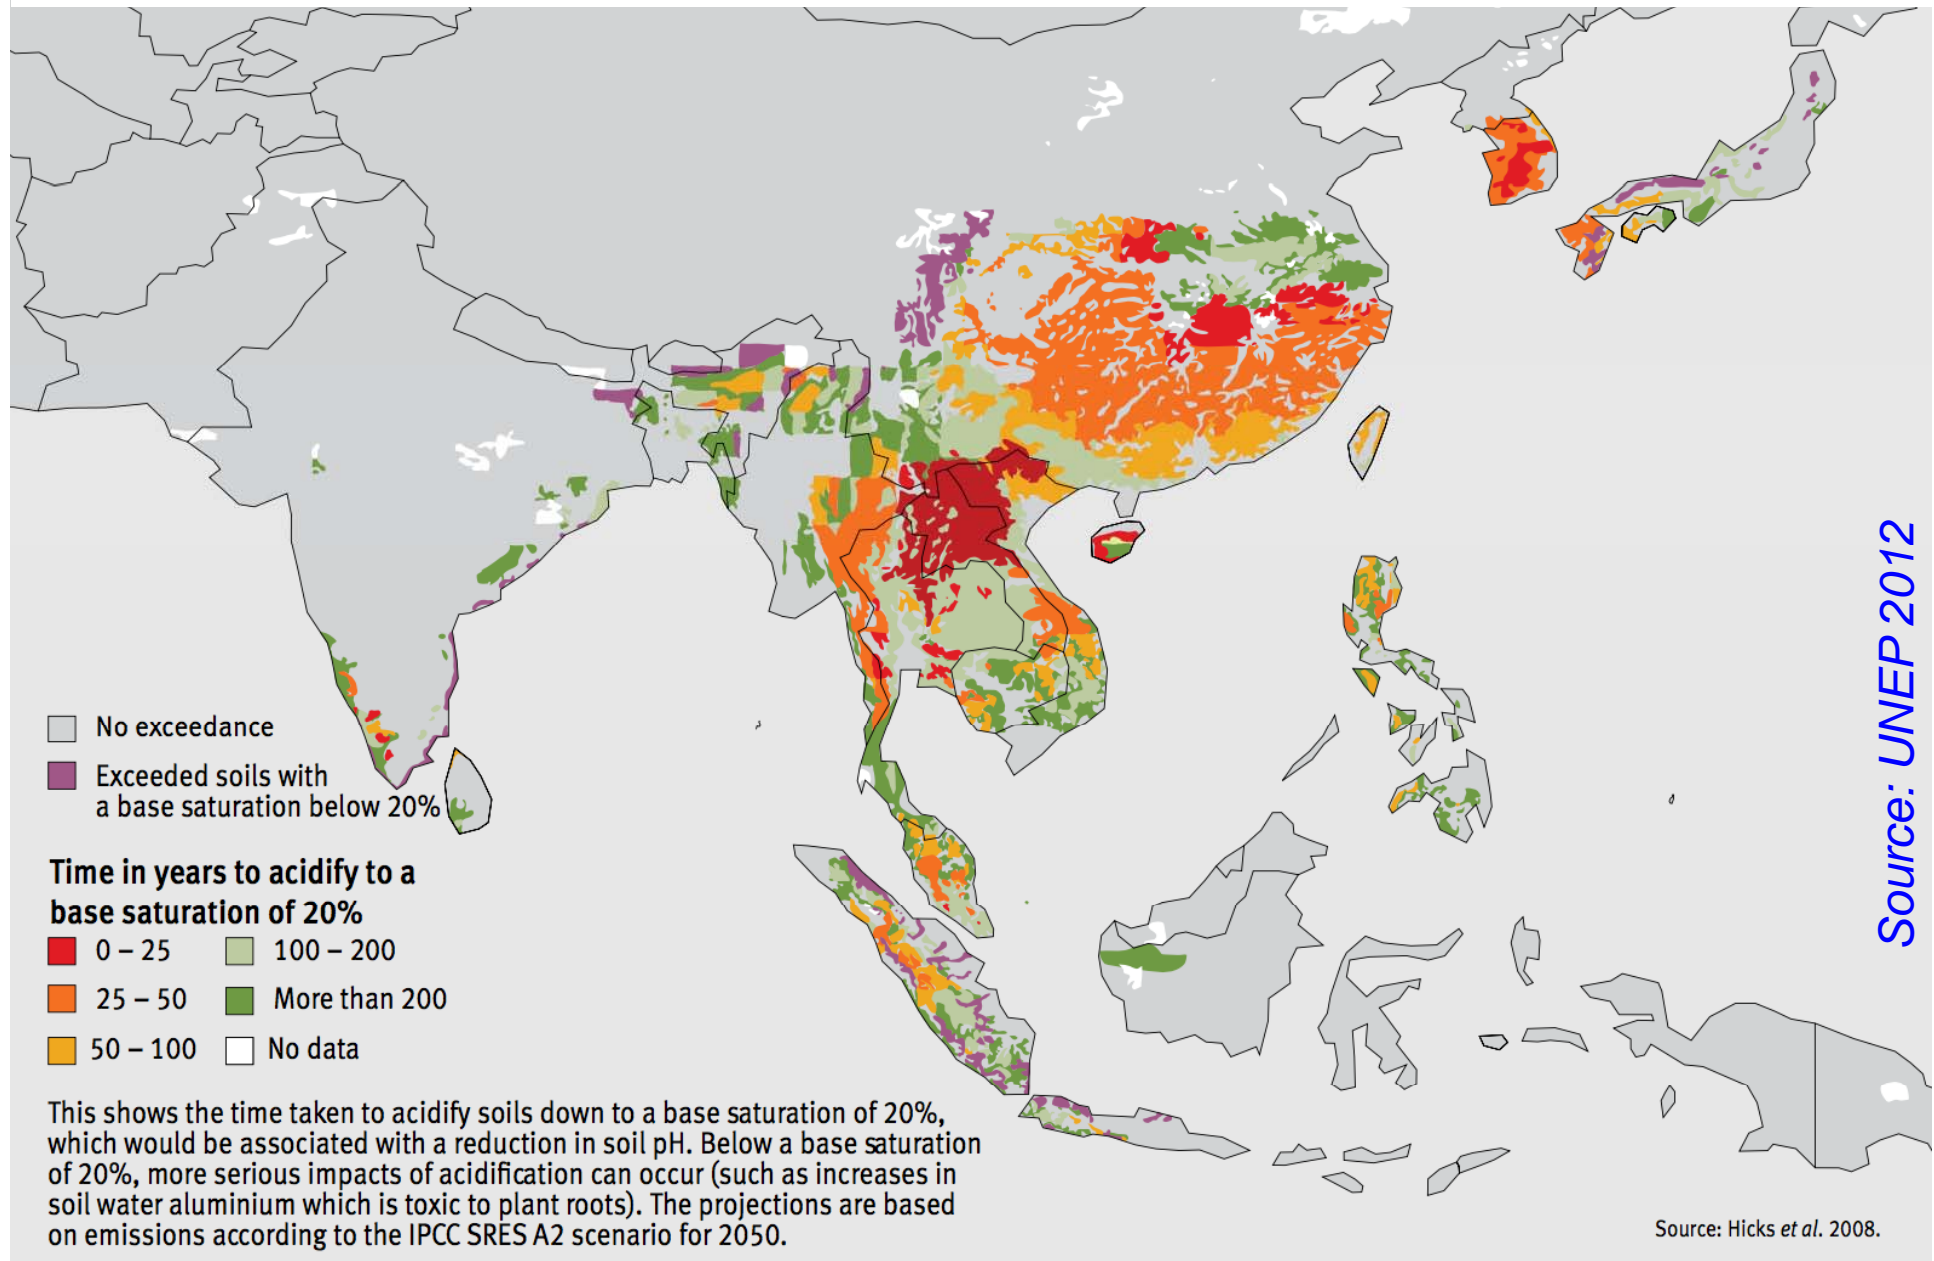 No exceedance
Exceeded soils with
a base saturation below 20%
Time in years to acidify to a
base saturation of 20%
0 – 25
100 – 200
25 – 50
More than 200
50 – 100
No data
This shows the time taken to acidify soils down to a base saturation of 20%,
which would be associated with a reduction in soil pH. Below a base saturation
of 20%, more serious impacts of acidification can occur (such as increases in
soil water aluminium which is toxic to plant roots). The projections are based
on emissions according to the IPCC SRES A2 scenario for 2050.
Source: Hicks et al. 2008.
Source: UNEP 2012